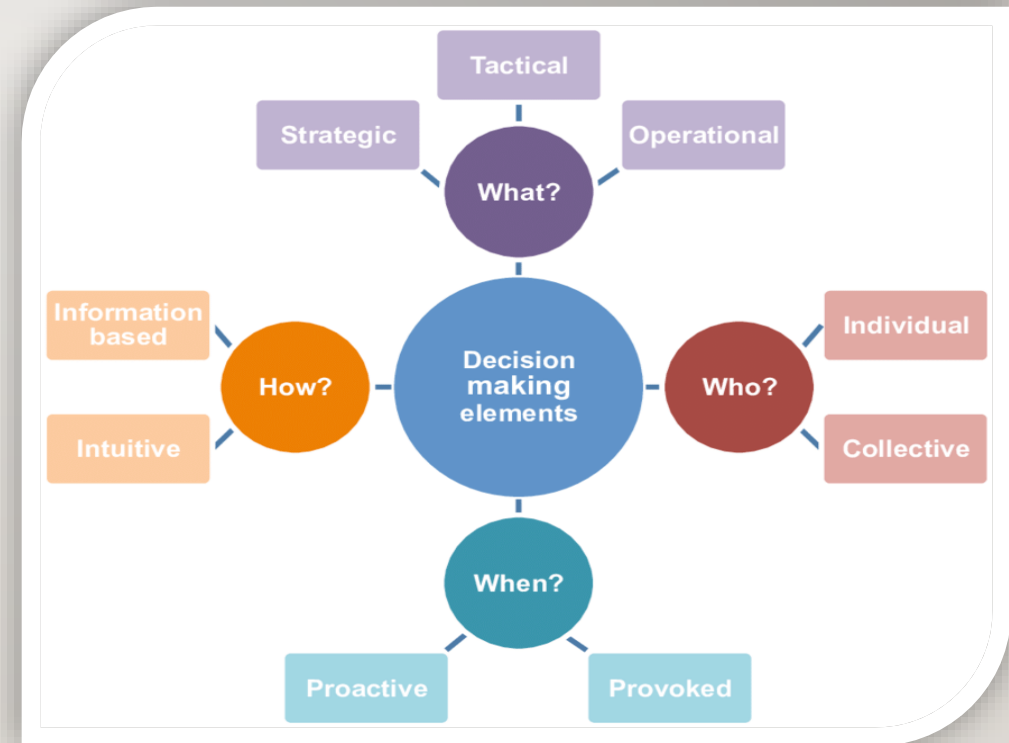 Tactical
Strategic
Operational
What?
Information
based
Individual
Decision
making
elements
How?
Who?
Intuitive
Collective
When?
Proactive
Provoked